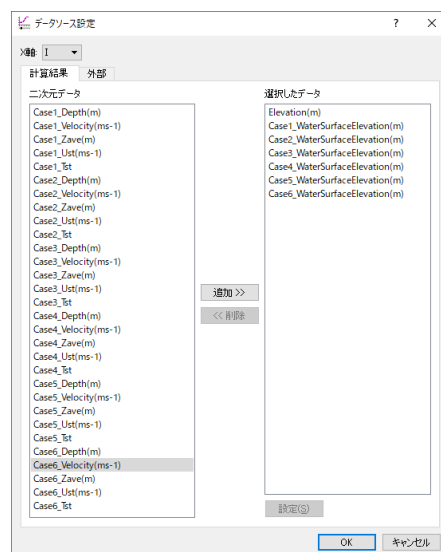 データソース設定
? ×
X軸: I
計算結果 外部
二次元データ
Case1_Depth(m)
Case1_Velocity(ms-1)
Case1_Zave(m)
Case1_Ust(ms-1)
Case1_Tst
Case2_Depth(m)
Case2_Velocity(ms-1)
Case2_Zave(m)
Case2_Ust(ms-1)
Case2_Tst
Case3_Depth(m)
Case3_Velocity(ms-1)
Case3_Zave(m)
Case3_Ust(ms-1)
Case3_Tst
Case4_Depth(m)
Case4_Velocity(ms-1)
Case4_Zave(m)
Case4_Ust(ms-1)
Case4_Tst
Case5_Depth(m)
Case5_Velocity(ms-1)
Case5_Zave(m)
Case5_Ust(ms-1)
Case5_Tst
Case6_Depth(m)
Case6_Velocity(ms-1)
Case6_Zave(m)
Case6_Ust(ms-1)
Case6_Tst
追加 >>
<< 削除
選択したデータ
Elevation(m)
Case1_WaterSurfaceElevation(m)
Case2_WaterSurfaceElevation(m)
Case3_WaterSurfaceElevation(m)
Case4_WaterSurfaceElevation(m)
Case5_WaterSurfaceElevation(m)
Case6_WaterSurfaceElevation(m)
設定(S)
OK キャンセル